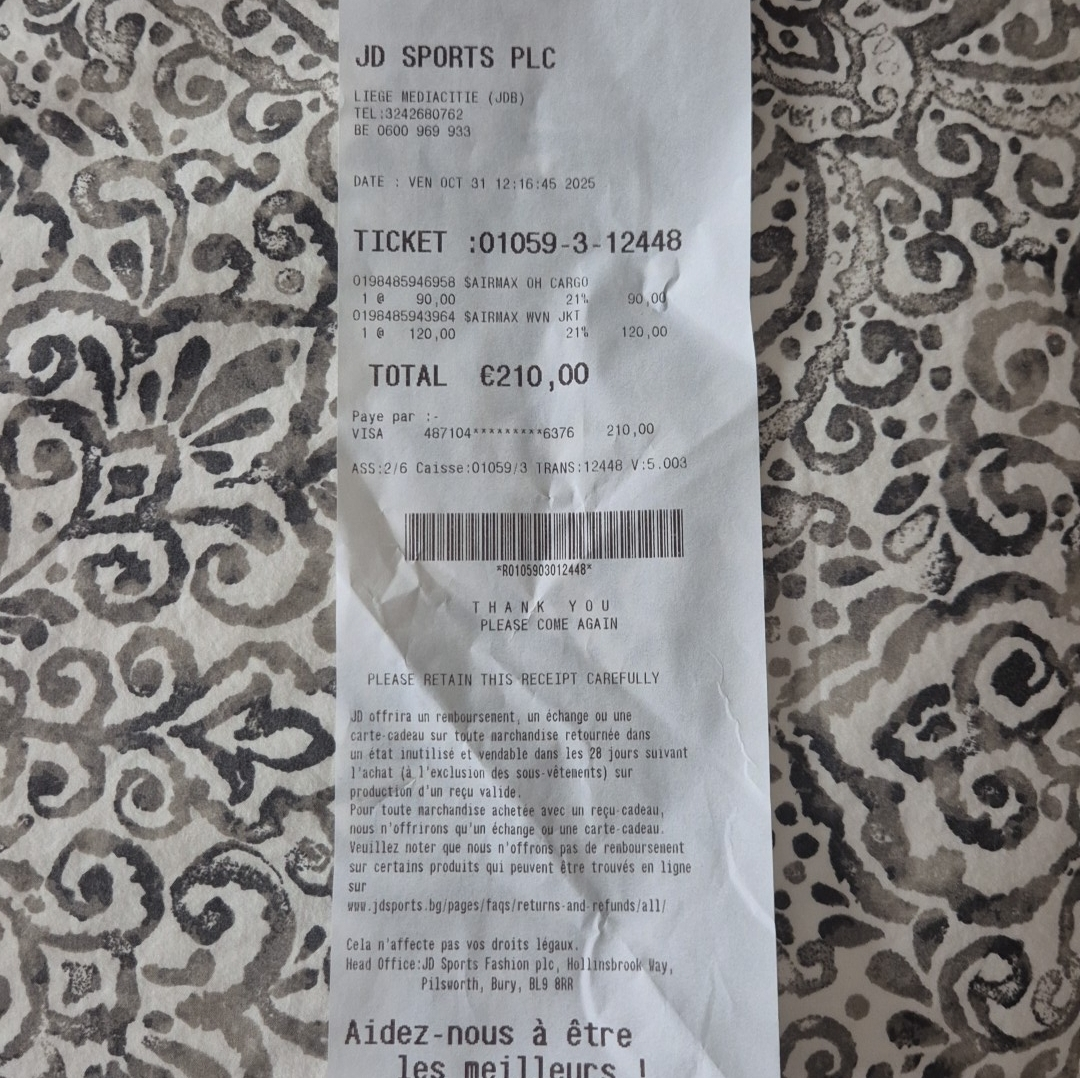 JD SPORTS PLC
LIEGE MEDIACITIE (JDB)
TEL:3242680762
BE 0600 969 933
DATE : VEN OCT 31 12:16:45 2025
TICKET :01059-3-12448
0198485946958 $AIRMAX OH CARGO
1 @ 90,00 21% 90,00
0198485943964 $AIRMAX WVN JKT
1 @ 120,00 21% 120,00
TOTAL €210,00
Paye par :-
VISA 487104*********6376 210,00
ASS:2/6 Caisse:01059/3 TRANS:12448 V:5.003
*R0105903012448*
THANK YOU
PLEASE COME AGAIN
PLEASE RETAIN THIS RECEIPT CAREFULLY
JD offrira un remboursement, un échange ou une
carte-cadeau sur toute marchandise retournée dans
un état inutilisé et vendable dans les 28 jours suivant
l'achat (à l'exclusion des sous-vêtements) sur
production d'un reçu valide.
Pour toute marchandise achetée avec un reçu-cadeau,
nous n'offrirons qu'un échange ou une carte-cadeau.
Veuillez noter que nous n'offrons pas de remboursement
sur certains produits qui peuvent être trouvés en ligne
sur
www.jdsports.bg/pages/faqs/returns-and-refunds/all/
Cela n'affecte pas vos droits légaux.
Head Office:JD Sports Fashion plc, Hollinsbrook Way,
Pilsworth, Bury, BL9 8RR
Aidez-nous à être
les meilleurs !